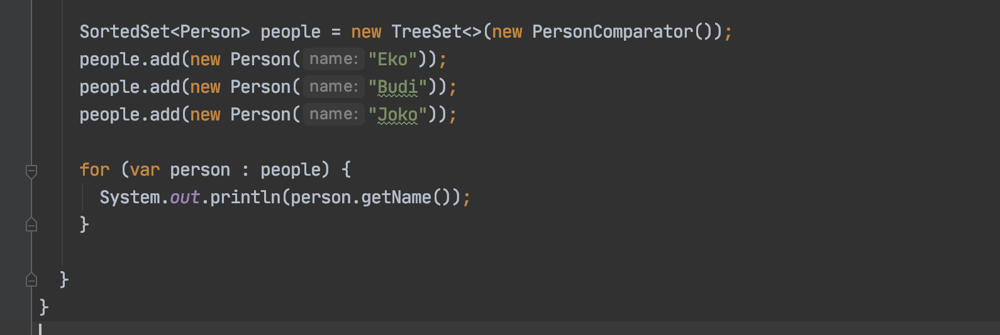 SortedSet<Person> people = new TreeSet<>(new PersonComparator());
people.add(new Person( name: "Eko"));
people.add(new Person( name: "Budi"));
people.add(new Person( name: "Joko"));
for (var person : people) {
System.out.println(person.getName());
}
}
}